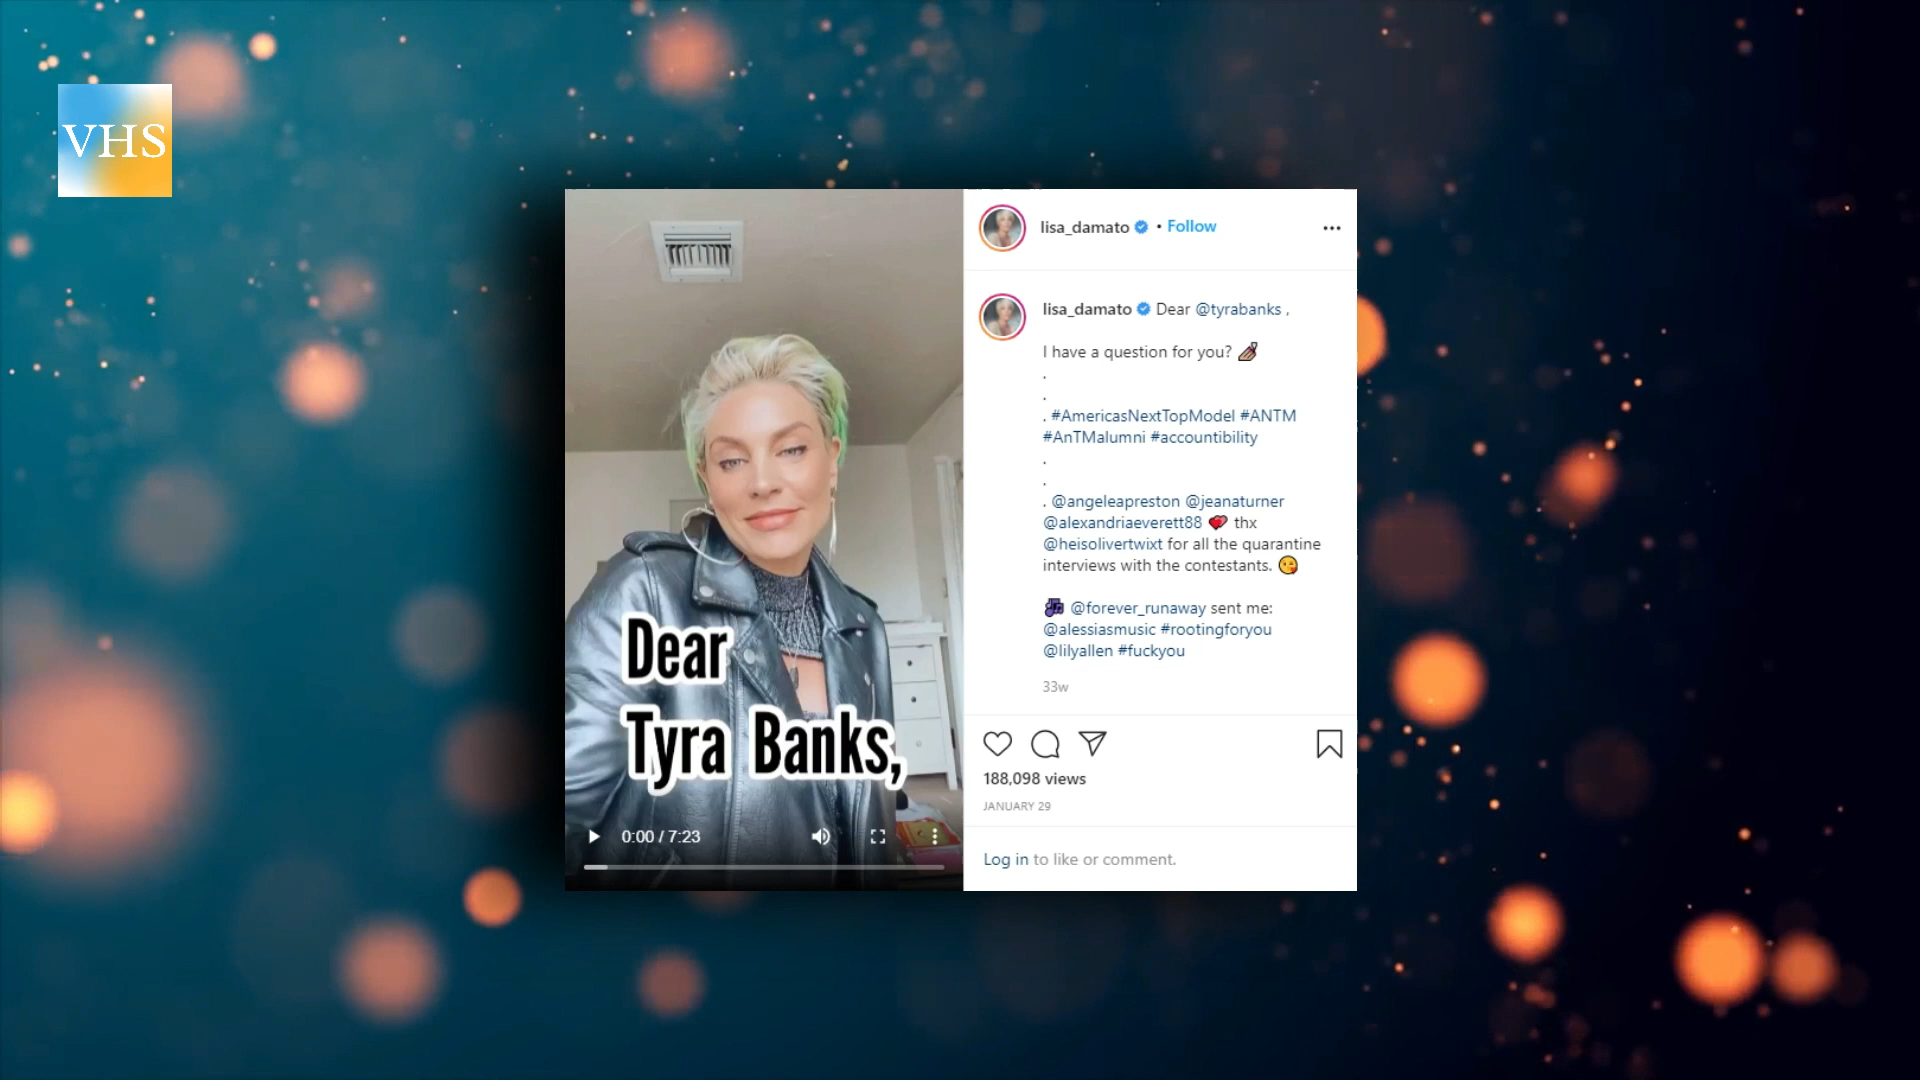 VHS
Dear
Tyra Banks,
0:00 / 7:23
lisa_damato • Follow
lisa_damato Dear @tyrabanks ,
I have a question for you? 💅
.
.
. #AmericasNextTopModel #ANTM
#AnTMalumni #accountibility
.
.
. @angeleapreston @jeanaturner
@alexandriaeverett88 💕 thx
@heisolivertwixt for all the quarantine
interviews with the contestants. 😘
🎶 @forever_runaway sent me:
@alessiasmusic #rootingforyou
@lilyallen #fuckyou
33w
188,098 views
JANUARY 29
Log in to like or comment.